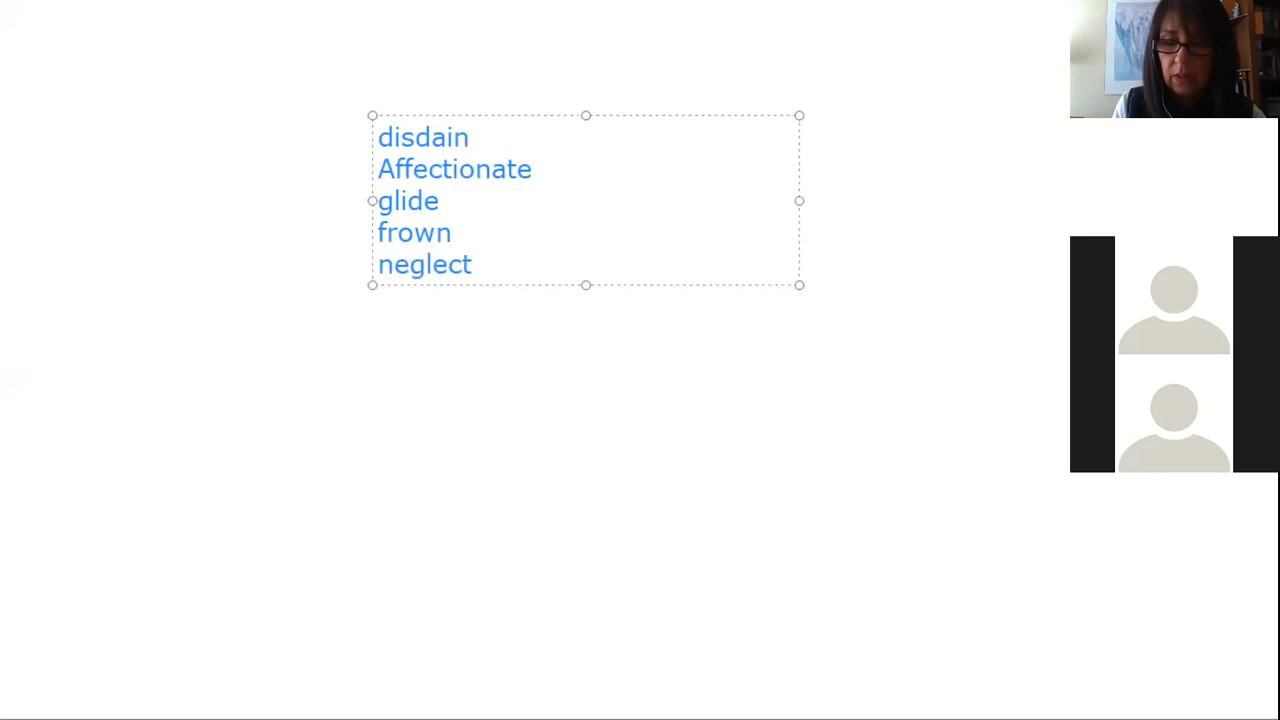 disdain
Affectionate
glide
frown
neglect